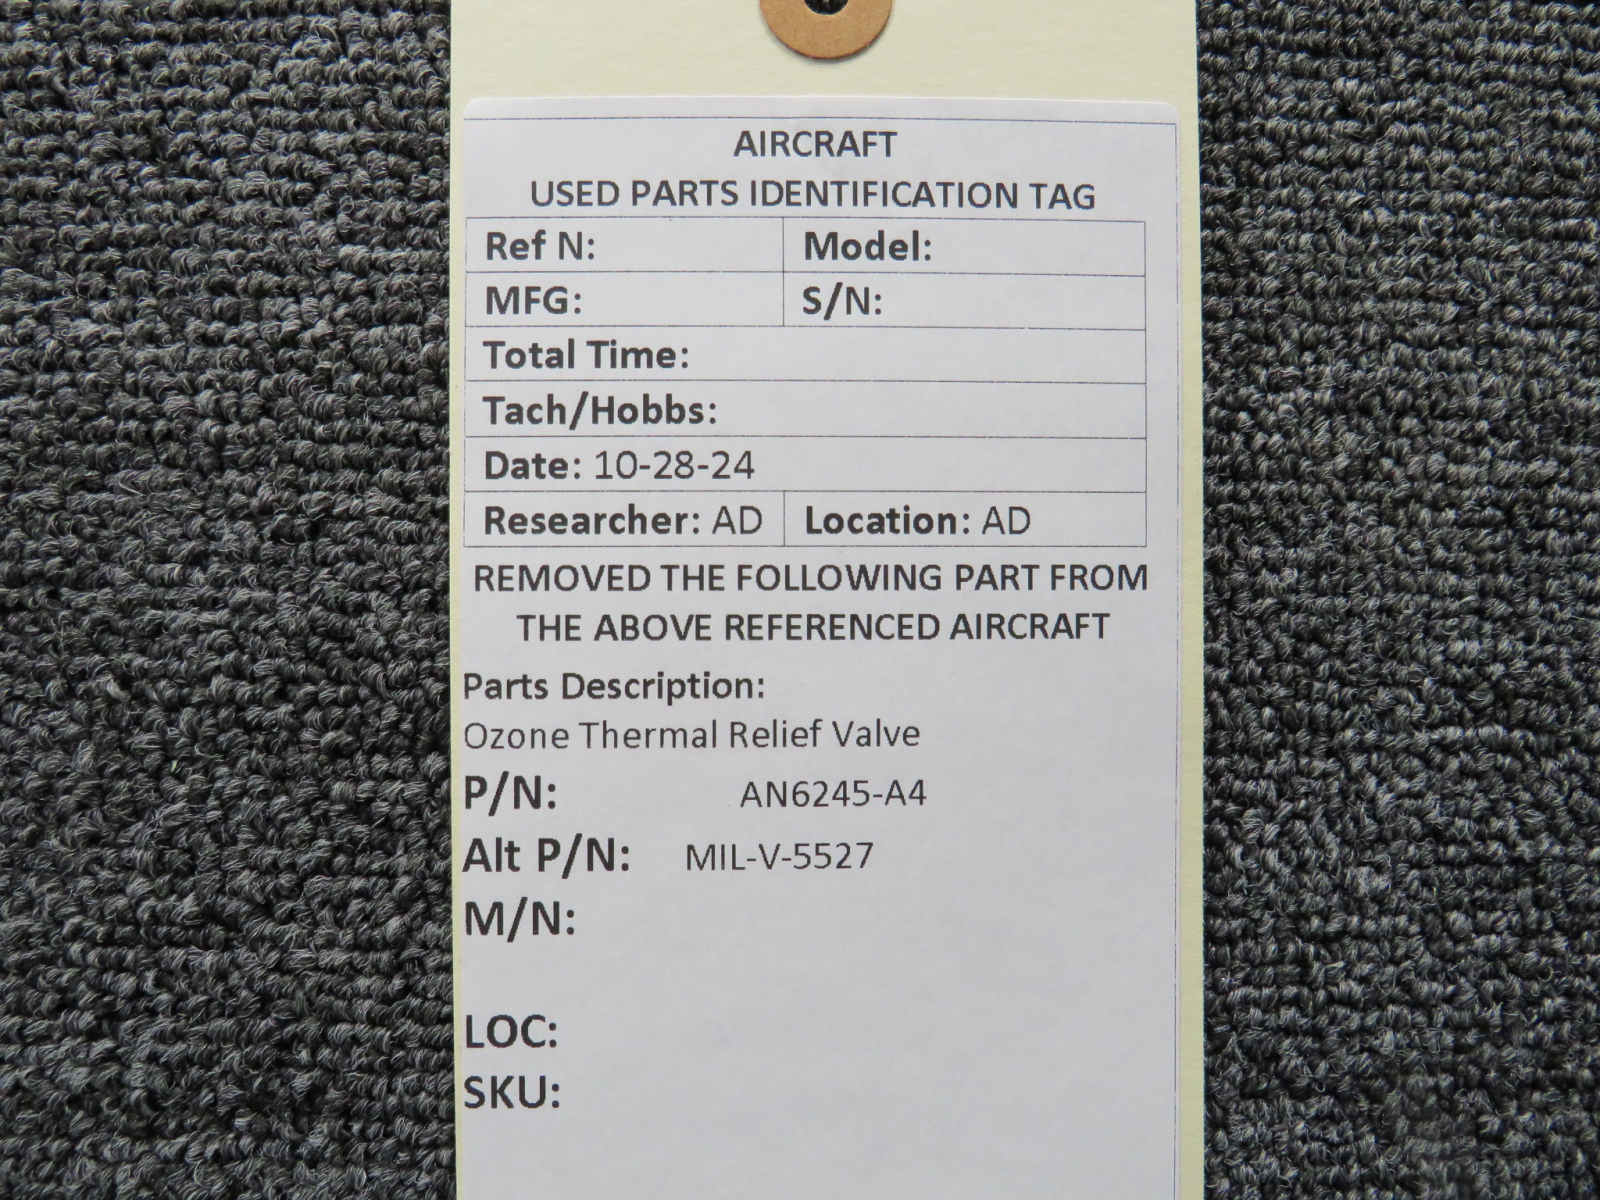 AIRCRAFT
USED PARTS IDENTIFICATION TAG
Ref N: Model:
MFG: S/N:
Total Time:
Tach/Hobbs:
Date: 10-28-24
Researcher: AD Location: AD
REMOVED THE FOLLOWING PART FROM
THE ABOVE REFERENCED AIRCRAFT
Parts Description:
Ozone Thermal Relief Valve
P/N: AN6245-A4
Alt P/N: MIL-V-5527
M/N:
LOC:
SKU: